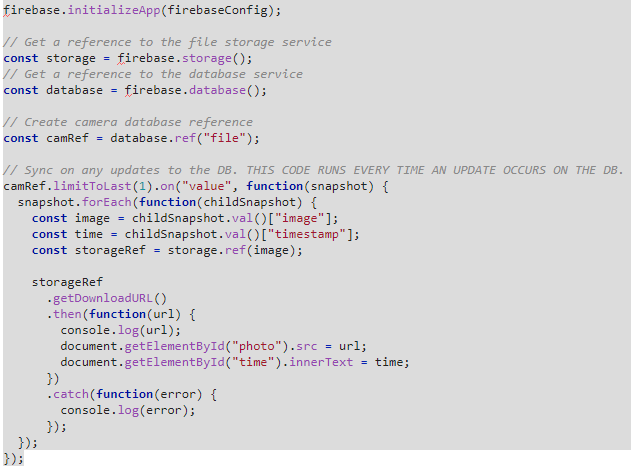 firebase.initializeApp(firebaseConfig);

// Get a reference to the file storage service
const storage = firebase.storage();
// Get a reference to the database service
const database = firebase.database();

// Create camera database reference
const camRef = database.ref("file");

// Sync on any updates to the DB. THIS CODE RUNS EVERY TIME AN UPDATE OCCURS ON THE DB.
camRef.limitToLast(1).on("value", function(snapshot) {
  snapshot.forEach(function(childSnapshot) {
    const image = childSnapshot.val()["image"];
    const time = childSnapshot.val()["timestamp"];
    const storageRef = storage.ref(image);

    storageRef
      .getDownloadURL()
      .then(function(url) {
        console.log(url);
        document.getElementById("photo").src = url;
        document.getElementById("time").innerText = time;
      })
      .catch(function(error) {
        console.log(error);
      });
  });
});